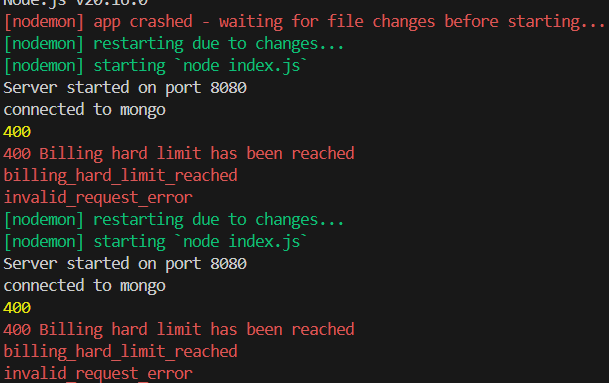 Node.js v20.16.0
[nodemon] app crashed - waiting for file changes before starting...
[nodemon] restarting due to changes...
[nodemon] starting `node index.js`
Server started on port 8080
connected to mongo
400
400 Billing hard limit has been reached
billing_hard_limit_reached
invalid_request_error
[nodemon] restarting due to changes...
[nodemon] starting `node index.js`
Server started on port 8080
connected to mongo
400
400 Billing hard limit has been reached
billing_hard_limit_reached
invalid_request_error